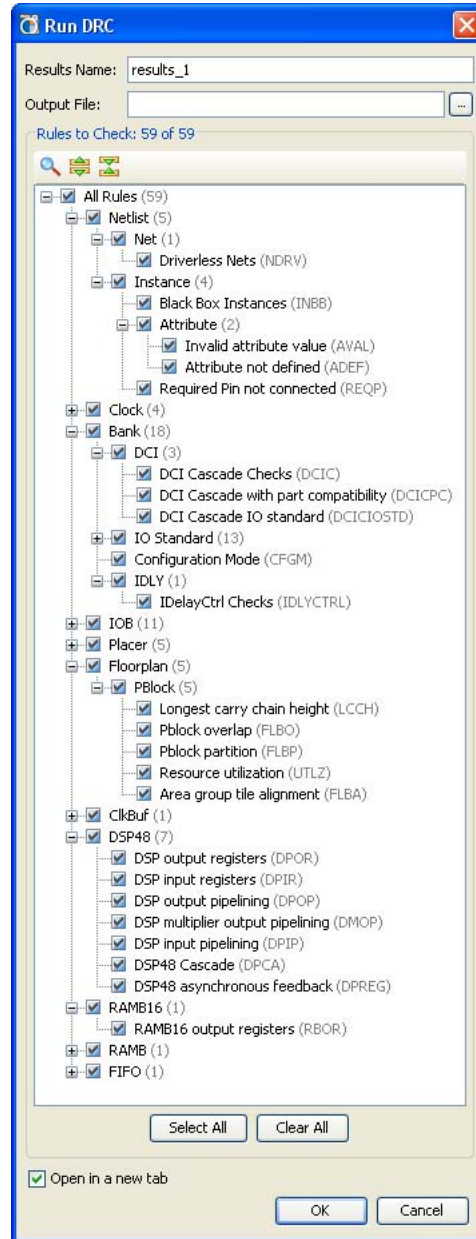 Run DRC
Results Name: results_1
Output File: ...
Rules to Check: 59 of 59
All Rules (59)
Netlist (5)
Net (1)
Driverless Nets (NDRV)
Instance (4)
Black Box Instances (INBB)
Attribute (2)
Invalid attribute value (AVAL)
Attribute not defined (ADEF)
Required Pin not connected (REQP)
Clock (4)
Bank (18)
DCI (3)
DCI Cascade Checks (DCIC)
DCI Cascade with part compatibility (DCICPC)
DCI Cascade IO standard (DCICIOSTD)
IO Standard (13)
Configuration Mode (CFGM)
IDLY (1)
IDelayCtrl Checks (IDLYCTRL)
IOB (11)
Placer (5)
Floorplan (5)
PBlock (5)
Longest carry chain height (LCCH)
Pblock overlap (FLBO)
Pblock partition (FLBP)
Resource utilization (UTLZ)
Area group tile alignment (FLBA)
ClkBuf (1)
DSP48 (7)
DSP output registers (DPOR)
DSP input registers (DPIR)
DSP output pipelining (DPOP)
DSP multiplier output pipelining (DMOP)
DSP input pipelining (DPIP)
DSP48 Cascade (DPCA)
DSP48 asynchronous feedback (DPREG)
RAMB16 (1)
RAMB16 output registers (RBOR)
RAMB (1)
FIFO (1)
Select All Clear All
Open in a new tab
OK Cancel